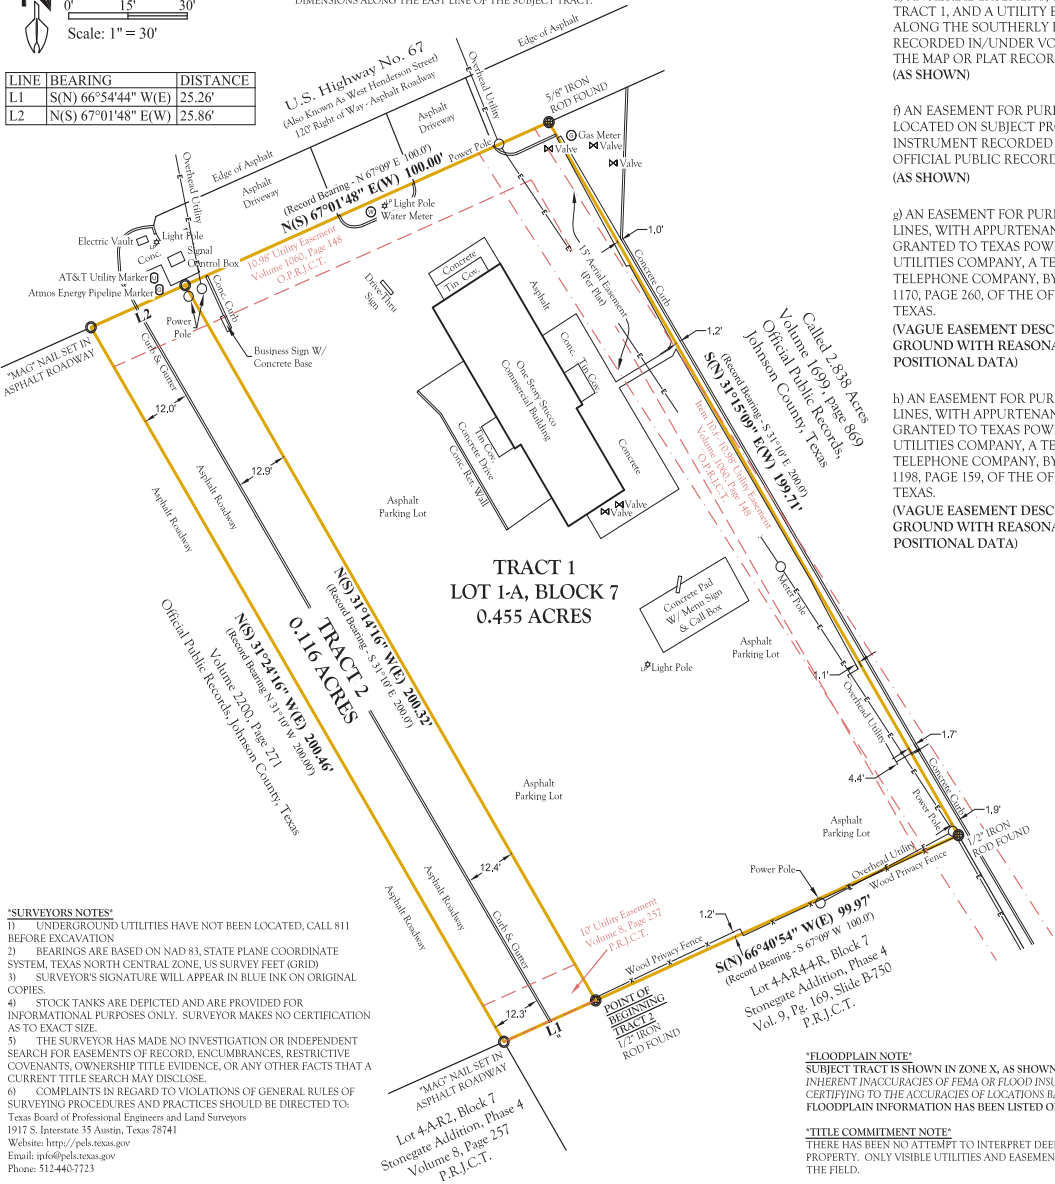 DIMENSIONS ALONG THE EAST LINE OF THE SUBJECT TRACT.
N
0' 15' 30'
Scale: 1" = 30'
LINE BEARING DISTANCE
L1 S(N) 66°54'44" W(E) 25.26'
L2 N(S) 67°01'48" E(W) 25.86'
U.S. Highway No. 67
(Also Known As West Henderson Street)
120' Right of Way - Asphalt Roadway
Edge of Asphalt
Edge of Asphalt
Overhead Utility
Overhead Utility
Asphalt
Driveway
Asphalt
Driveway
5/8" IRON
ROD FOUND
Gas Meter
G
Valve
Valve
Valve
Power Pole
(Record Bearing - N 67°09' E 100.0')
N(S) 67°01'48" E(W) 100.00'
Light Pole
Water Meter
W
10.98' Utility Easement
Volume 1060, Page 148
O.P.R.J.C.T.
Electric Vault
Light Pole
Conc.
Signal
Control Box
AT&T Utility Marker
Atmos Energy Pipeline Marker
Conc. Curb
L2
Power
Pole
Business Sign W/
Concrete Base
"MAG" NAIL SET IN
ASPHALT ROADWAY
Curb & Gutter
12.0'
12.9'
Drive-Thru
Sign
Concrete
Tin Cov.
Asphalt
One Story Stucco
Commercial Building
Conc.
Tin Cov.
Tin Cov.
Concrete Drive
Conc. Ret. Wall
Concrete
Valve
Valve
15' Aerial Easement
(Per Plat)
1.0'
Concrete Curb
1.2'
(Record Bearing - S 31°10' E 200.0')
S(N) 31°15'09" E(W) 199.71'
Called 2.838 Acres
Volume 1699, page 869
Official Public Records,
Johnson County, Texas
Item 10.f - 10.98' Utility Easement
Volume 1060, Page 148
O.P.R.J.C.T.
Asphalt
Parking Lot
TRACT 1
LOT 1-A, BLOCK 7
0.455 ACRES
Concrete Pad
W/ Menu Sign
& Call Box
Light Pole
Asphalt
Parking Lot
Meter Pole
1.1'
Overhead Utility
1.7'
4.4'
Concrete Curb
Power Pole
1.9'
1/2" IRON
ROD FOUND
Asphalt Roadway
Asphalt Roadway
N(S) 31°14'16" W(E) 200.32'
(Record Bearing - S 31°10' E 200.0')
TRACT 2
0.116 ACRES
N(S) 31°24'16" W(E) 200.46'
(Record Bearing N 31°10' W 200.00')
Volume 2200, Page 271
Official Public Records, Johnson County, Texas
Asphalt
Parking Lot
Asphalt
Parking Lot
Overhead Utility
Wood Privacy Fence
Power Pole
12.4'
Asphalt Roadway
Asphalt Roadway
Curb & Gutter
10' Utility Easement
Volume 8, Page 257
P.R.J.C.T.
1.2'
Wood Privacy Fence
S(N) 66°40'54" W(E) 99.97'
(Record Bearing - S 67°09' W 100.0')
Lot 4-A-R4-4-R, Block 7
Stonegate Addition, Phase 4
Vol. 9, Pg. 169, Slide B-750
P.R.J.C.T.
12.3'
L1
POINT OF
BEGINNING
TRACT 2
1/2" IRON
ROD FOUND
"MAG" NAIL SET IN
ASPHALT ROADWAY
Lot 4-A-R2, Block 7
Stonegate Addition, Phase 4
Volume 8, Page 257
P.R.J.C.T.
*SURVEYORS NOTES*
1) UNDERGROUND UTILITIES HAVE NOT BEEN LOCATED, CALL 811
BEFORE EXCAVATION
2) BEARINGS ARE BASED ON NAD 83, STATE PLANE COORDINATE
SYSTEM, TEXAS NORTH CENTRAL ZONE, US SURVEY FEET (GRID)
3) SURVEYOR'S SIGNATURE WILL APPEAR IN BLUE INK ON ORIGINAL
COPIES.
4) STOCK TANKS ARE DEPICTED AND ARE PROVIDED FOR
INFORMATIONAL PURPOSES ONLY. SURVEYOR MAKES NO CERTIFICATION
AS TO EXACT SIZE.
5) THE SURVEYOR HAS MADE NO INVESTIGATION OR INDEPENDENT
SEARCH FOR EASEMENTS OF RECORD, ENCUMBRANCES, RESTRICTIVE
COVENANTS, OWNERSHIP TITLE EVIDENCE, OR ANY OTHER FACTS THAT A
CURRENT TITLE SEARCH MAY DISCLOSE.
6) COMPLAINTS IN REGARD TO VIOLATIONS OF GENERAL RULES OF
SURVEYING PROCEDURES AND PRACTICES SHOULD BE DIRECTED TO:
Texas Board of Professional Engineers and Land Surveyors
1917 S. Interstate 35 Austin, Texas 78741
Website: http://pels.texas.gov
Email: info@pels.texas.gov
Phone: 512-440-7723
TRACT 1, AND A UTILITY E
ALONG THE SOUTHERLY
RECORDED IN/UNDER VO
THE MAP OR PLAT RECOR
(AS SHOWN)
f) AN EASEMENT FOR PUR
LOCATED ON SUBJECT PR
INSTRUMENT RECORDED
OFFICIAL PUBLIC RECORD
(AS SHOWN)
g) AN EASEMENT FOR PUR
LINES, WITH APPURTENAN
GRANTED TO TEXAS POW
UTILITIES COMPANY, A TE
TELEPHONE COMPANY, BY
1170, PAGE 260, OF THE OF
TEXAS.
(VAGUE EASEMENT DESC
GROUND WITH REASONA
POSITIONAL DATA)
h) AN EASEMENT FOR PUR
LINES, WITH APPURTENAN
GRANTED TO TEXAS POW
UTILITIES COMPANY, A TE
TELEPHONE COMPANY, BY
1198, PAGE 159, OF THE OF
TEXAS.
(VAGUE EASEMENT DESC
GROUND WITH REASONA
POSITIONAL DATA)
*FLOODPLAIN NOTE*
SUBJECT TRACT IS SHOWN IN ZONE X, AS SHOWN
INHERENT INACCURACIES OF FEMA OR FLOOD INSU
CERTIFYING TO THE ACCURACIES OF LOCATIONS BA
FLOODPLAIN INFORMATION HAS BEEN LISTED O
*TITLE COMMITMENT NOTE*
THERE HAS BEEN NO ATTEMPT TO INTERPRET DEE
PROPERTY. ONLY VISIBLE UTILITIES AND EASEMEN
THE FIELD.